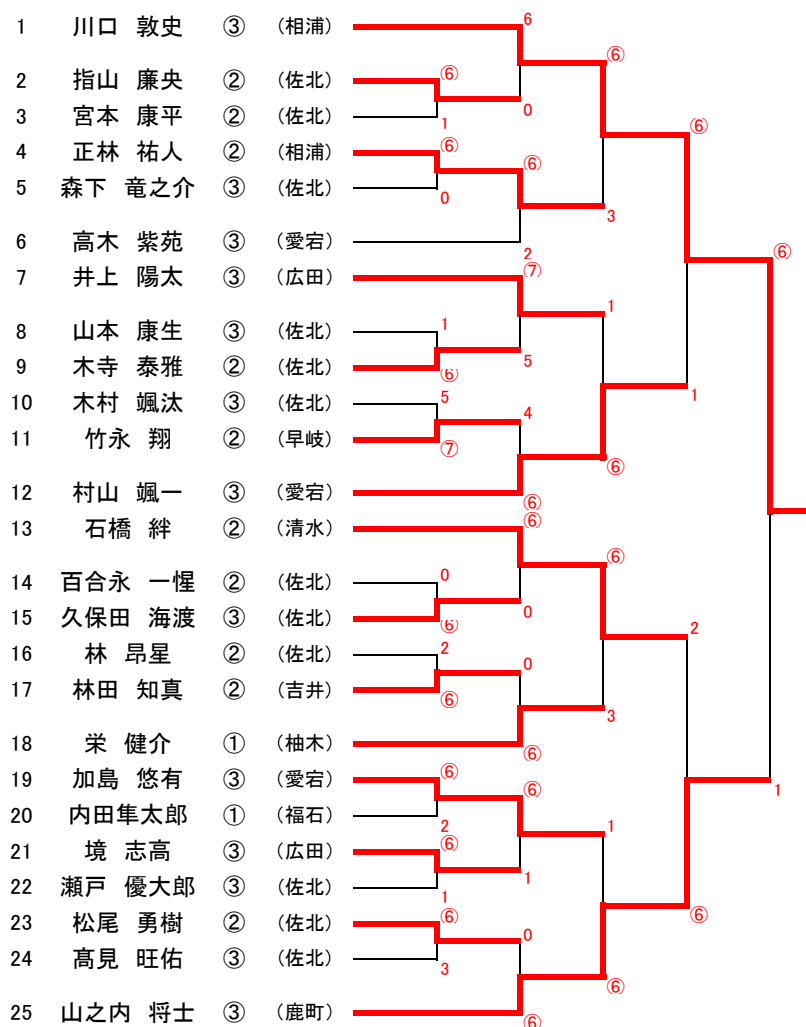 1 川口 敦史 ③ (相浦) 6
⑥
2 指山 廉央 ② (佐北) ⑥
0
3 宮本 康平 ② (佐北) 1
⑥
4 正林 祐人 ② (相浦) ⑥ ⑥
5 森下 竜之介 ③ (佐北) 0
3
6 高木 紫苑 ③ (愛宕) 2
⑥
7 井上 陽太 ③ (広田) ⑦
1
8 山本 康生 ③ (佐北) 1
5
9 木寺 泰雅 ② (佐北) ⑥
1
10 木村 颯汰 ③ (佐北) 5
4
11 竹永 翔 ② (早岐) ⑦
⑥
12 村山 颯一 ③ (愛宕) ⑥
13 石橋 絆 ② (清水) ⑥
⑥
14 百合永 一惺 ② (佐北) 0
0
15 久保田 海渡 ③ (佐北) ⑥
2
16 林 昂星 ② (佐北) 2
0
17 林田 知真 ② (吉井) ⑥
3
18 栄 健介 ① (柚木) ⑥
19 加島 悠有 ③ (愛宕) ⑥
⑥
1
20 内田隼太郎 ① (福石) 2
1
21 境 志高 ③ (広田) ⑥
1
22 瀬戸 優大郎 ③ (佐北) 1
⑥
23 松尾 勇樹 ② (佐北) ⑥
0
24 髙見 旺佑 ③ (佐北) 3
⑥
25 山之内 将士 ③ (鹿町) ⑥